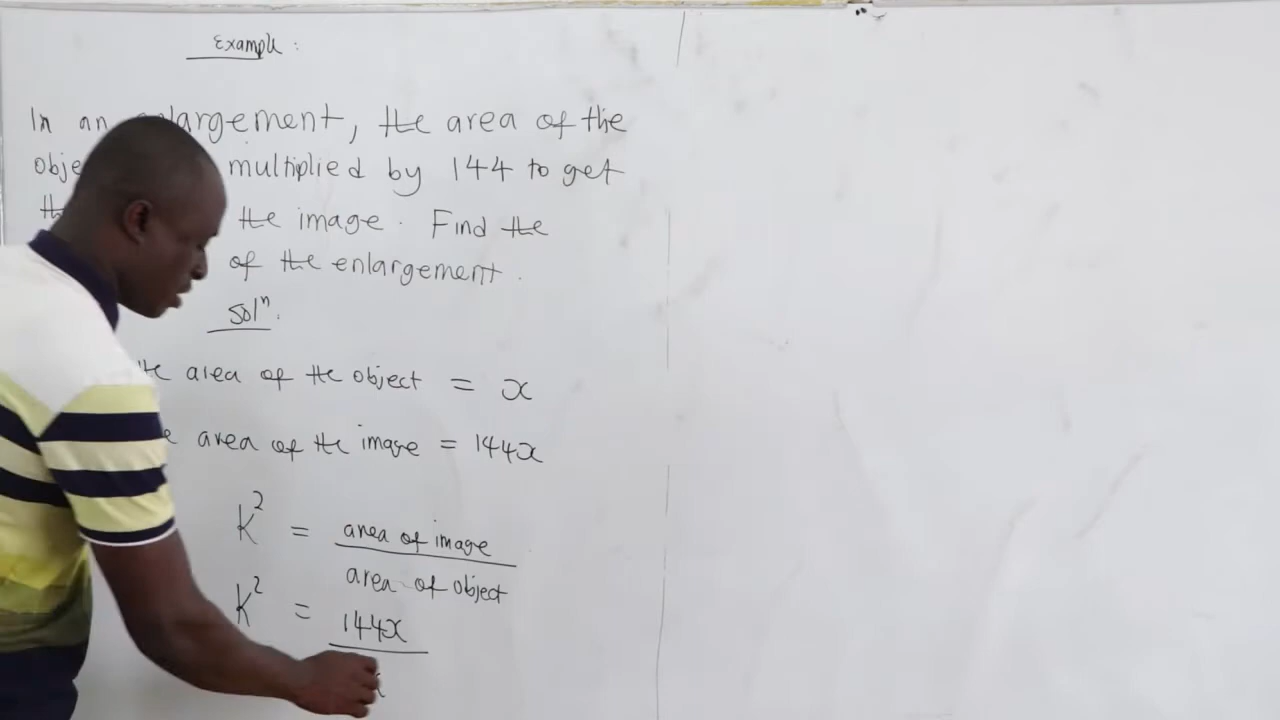 Example :
In an enlargement, the area of the
multiplied by 144 to get
the image. Find the
of the enlargement.
Solⁿ.
the area of the object = x
area of the image = 144x
K² = area of image
area of object
K² = 144x